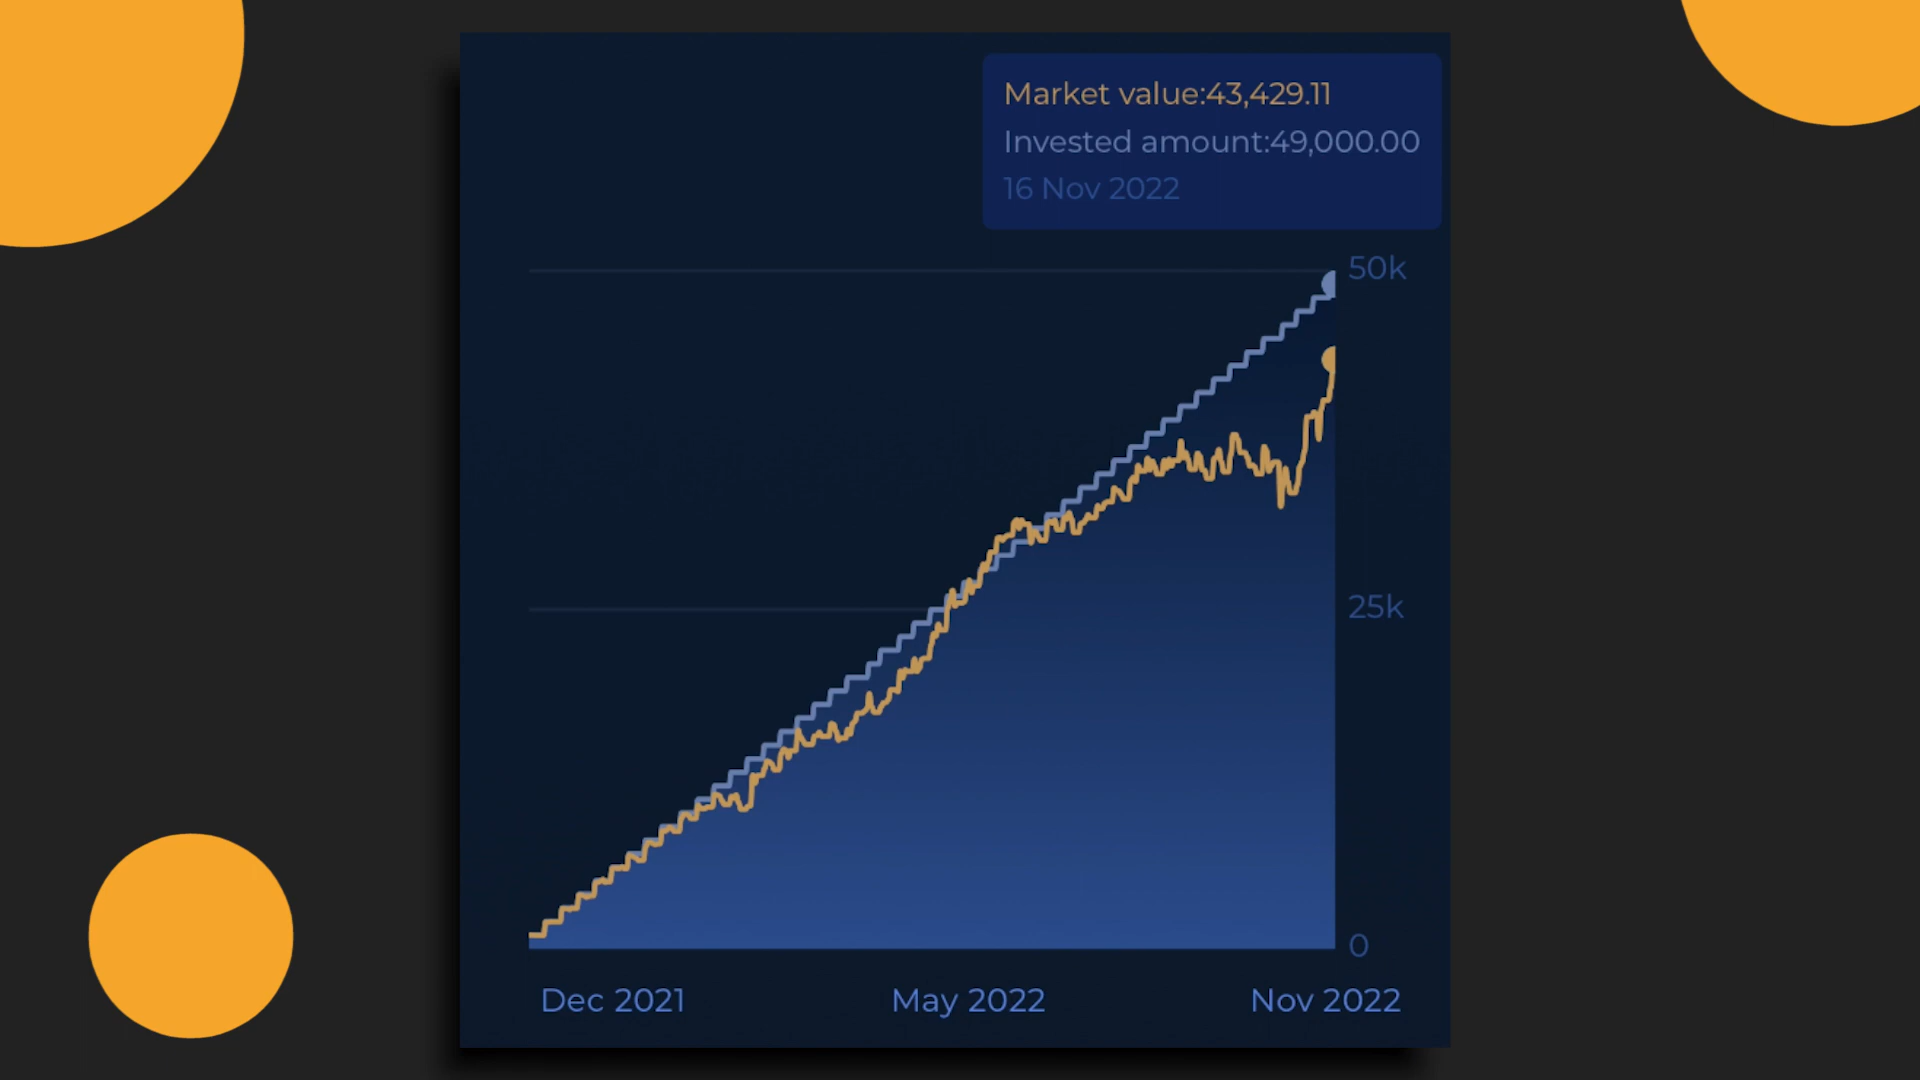 Market value:43,429.11
Invested amount:49,000.00
16 Nov 2022
50k
25k
0
Dec 2021 May 2022 Nov 2022